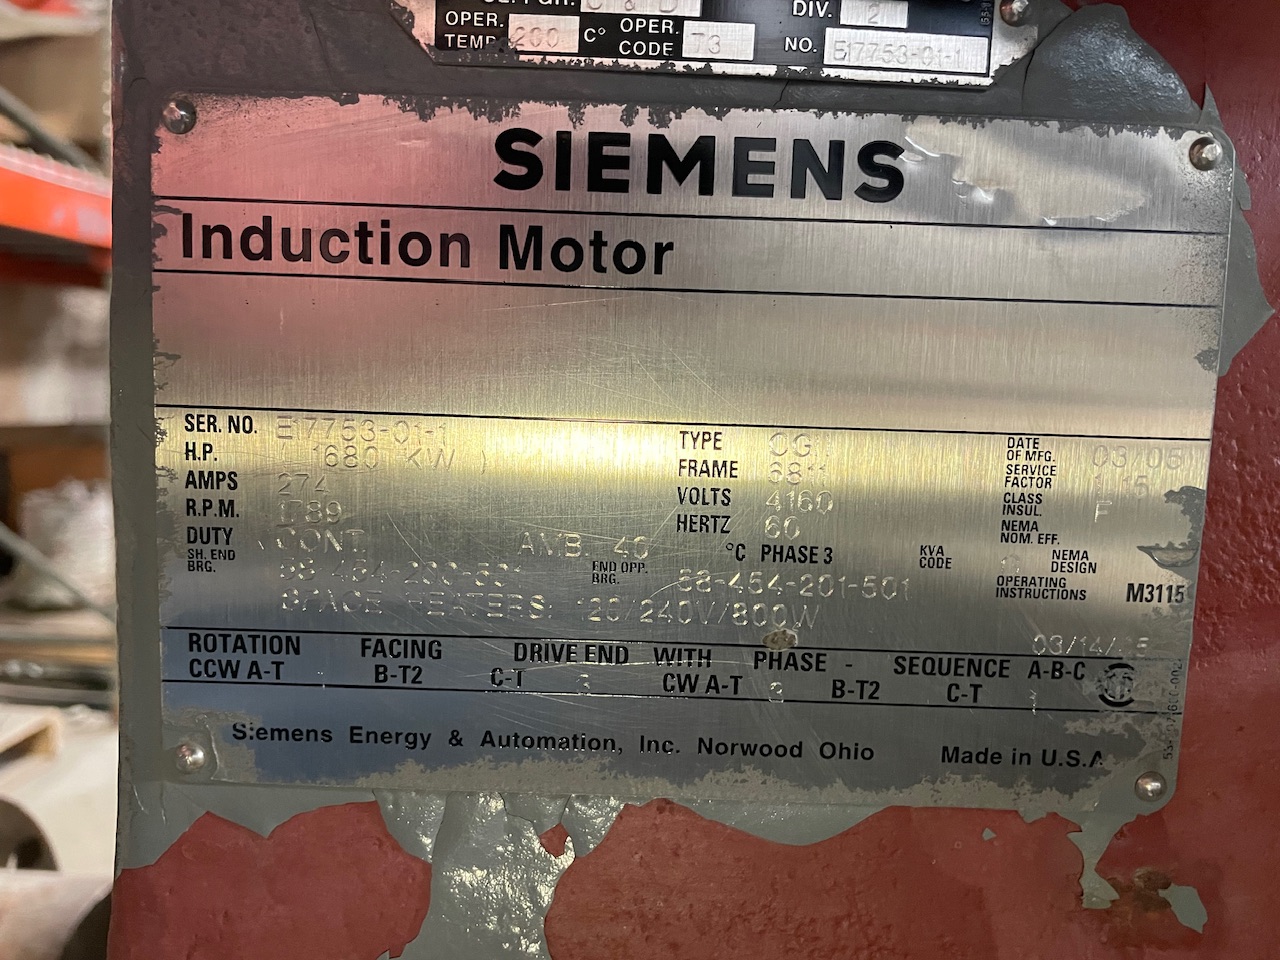 DIV. 2
OPER. TEMP 200 C° OPER. CODE T3 NO. E17753-01-1
SIEMENS
Induction Motor
SER. NO. E17753-01-1 TYPE CG DATE OF MFG.
H.P. 1680 KW ) FRAME 6811 SERVICE FACTOR 1.15
AMPS 274 VOLTS 4160 CLASS INSUL. F
R.P.M. 1789 HERTZ 60 NEMA NOM. EFF.
DUTY CONT AMB. 40 °C PHASE 3 KVA CODE NEMA DESIGN
SH. END BRG. END OPP. BRG. 88-454-201-501 OPERATING INSTRUCTIONS M3115
SPACE HEATERS: 120/240V/800W
ROTATION FACING DRIVE END WITH PHASE - SEQUENCE A-B-C
CCW A-T B-T2 C-T 3 CW A-T B-T2 C-T
Siemens Energy & Automation, Inc. Norwood Ohio Made in U.S.A